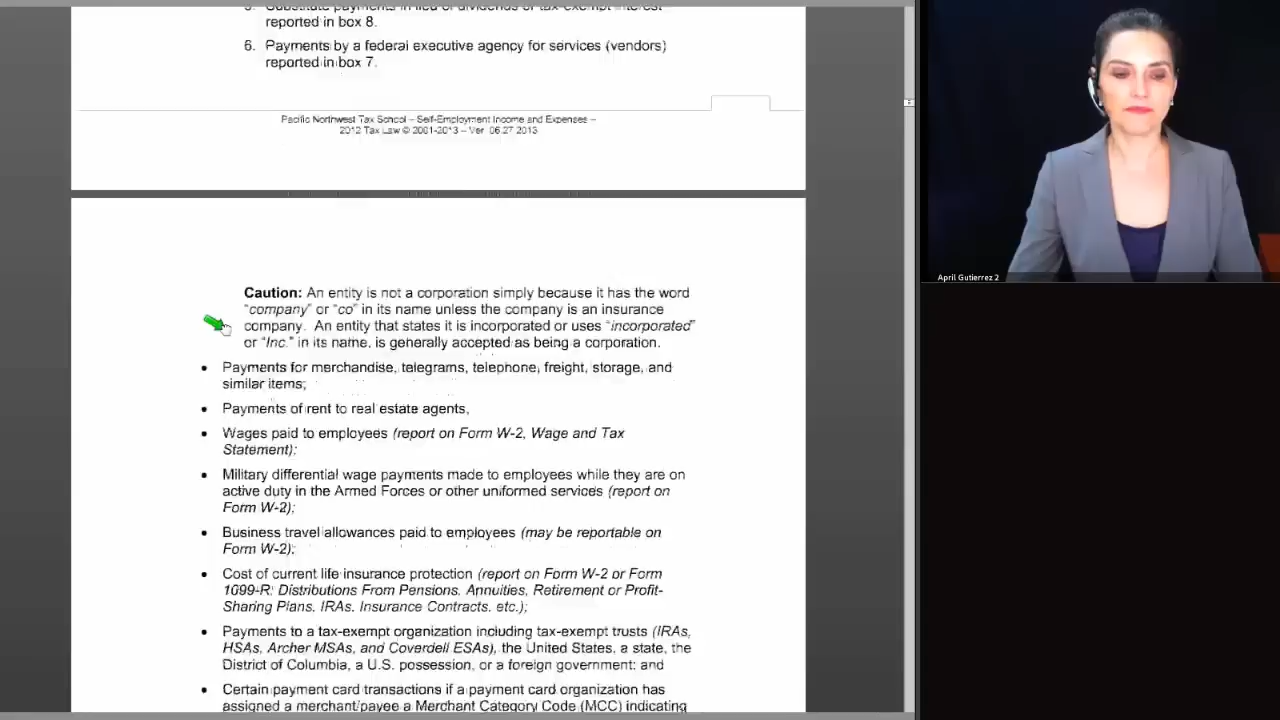 5. Substitute payments in lieu of dividends or tax-exempt interest
reported in box 8.
6. Payments by a federal executive agency for services (vendors)
reported in box 7.
Pacific Northwest Tax School – Self-Employment Income and Expenses –
2012 Tax Law © 2001-2013 – Ver 06.27.2013
Caution: An entity is not a corporation simply because it has the word
"company" or "co" in its name unless the company is an insurance
company. An entity that states it is incorporated or uses "incorporated"
or "Inc." in its name, is generally accepted as being a corporation.
• Payments for merchandise, telegrams, telephone, freight, storage, and
similar items;
• Payments of rent to real estate agents,
• Wages paid to employees (report on Form W-2, Wage and Tax
Statement);
• Military differential wage payments made to employees while they are on
active duty in the Armed Forces or other uniformed services (report on
Form W-2);
• Business travel allowances paid to employees (may be reportable on
Form W-2);
• Cost of current life insurance protection (report on Form W-2 or Form
1099-R: Distributions From Pensions, Annuities, Retirement or Profit-
Sharing Plans, IRAs, Insurance Contracts, etc.);
• Payments to a tax-exempt organization including tax-exempt trusts (IRAs,
HSAs, Archer MSAs, and Coverdell ESAs), the United States, a state, the
District of Columbia, a U.S. possession, or a foreign government; and
• Certain payment card transactions if a payment card organization has
assigned a merchant/payee a Merchant Category Code (MCC) indicating
April Gutierrez 2